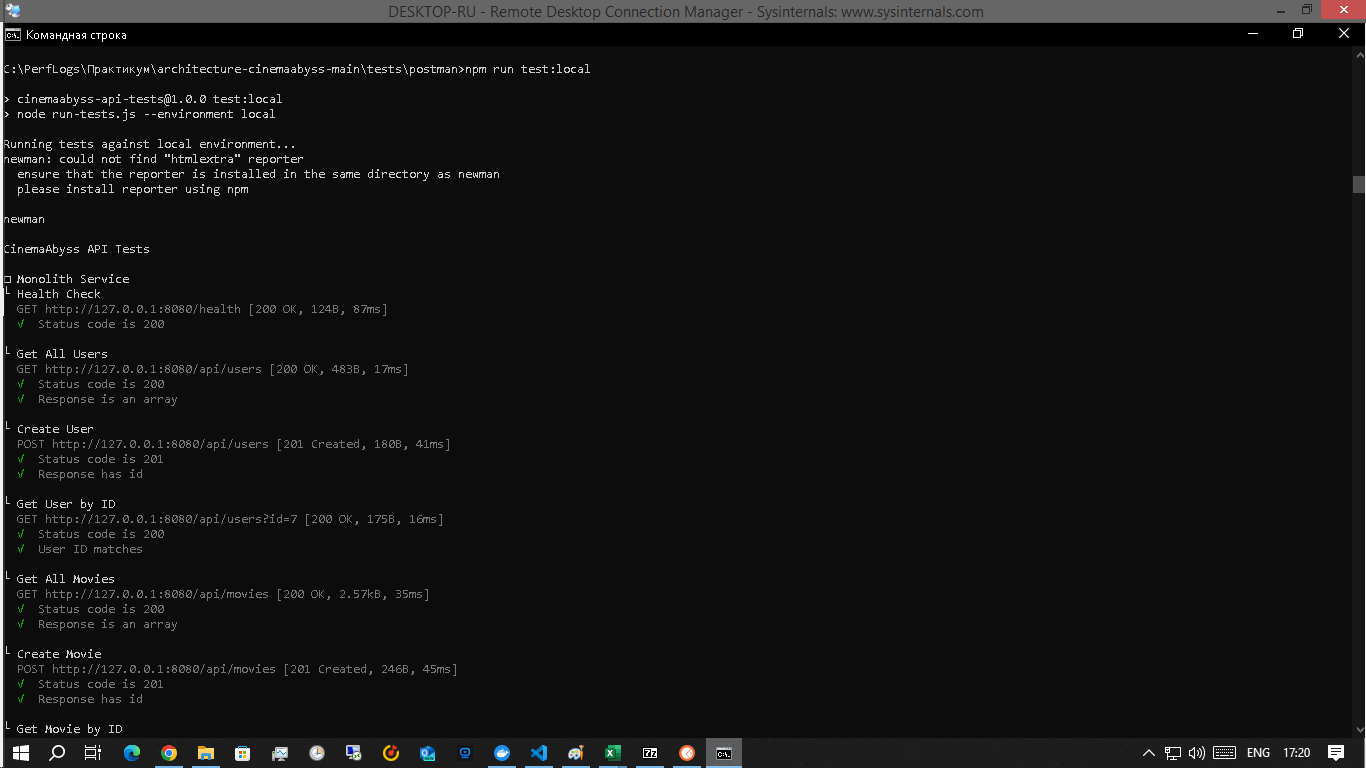 DESKTOP-RU - Remote Desktop Connection Manager - Sysinternals: www.sysinternals.com
Командная строка
C:\PerfLogs\Практикум\architecture-cinemaabyss-main\tests\postman>npm run test:local
> cinemaabyss-api-tests@1.0.0 test:local
> node run-tests.js --environment local
Running tests against local environment...
newman: could not find "htmlextra" reporter
ensure that the reporter is installed in the same directory as newman
please install reporter using npm
newman
CinemaAbyss API Tests
□ Monolith Service
└ Health Check
GET http://127.0.0.1:8080/health [200 OK, 124B, 87ms]
√ Status code is 200
└ Get All Users
GET http://127.0.0.1:8080/api/users [200 OK, 483B, 17ms]
√ Status code is 200
√ Response is an array
└ Create User
POST http://127.0.0.1:8080/api/users [201 Created, 180B, 41ms]
√ Status code is 201
√ Response has id
└ Get User by ID
GET http://127.0.0.1:8080/api/users?id=7 [200 OK, 175B, 16ms]
√ Status code is 200
√ User ID matches
└ Get All Movies
GET http://127.0.0.1:8080/api/movies [200 OK, 2.57kB, 35ms]
√ Status code is 200
√ Response is an array
└ Create Movie
POST http://127.0.0.1:8080/api/movies [201 Created, 246B, 45ms]
√ Status code is 201
√ Response has id
└ Get Movie by ID
ENG 17:20